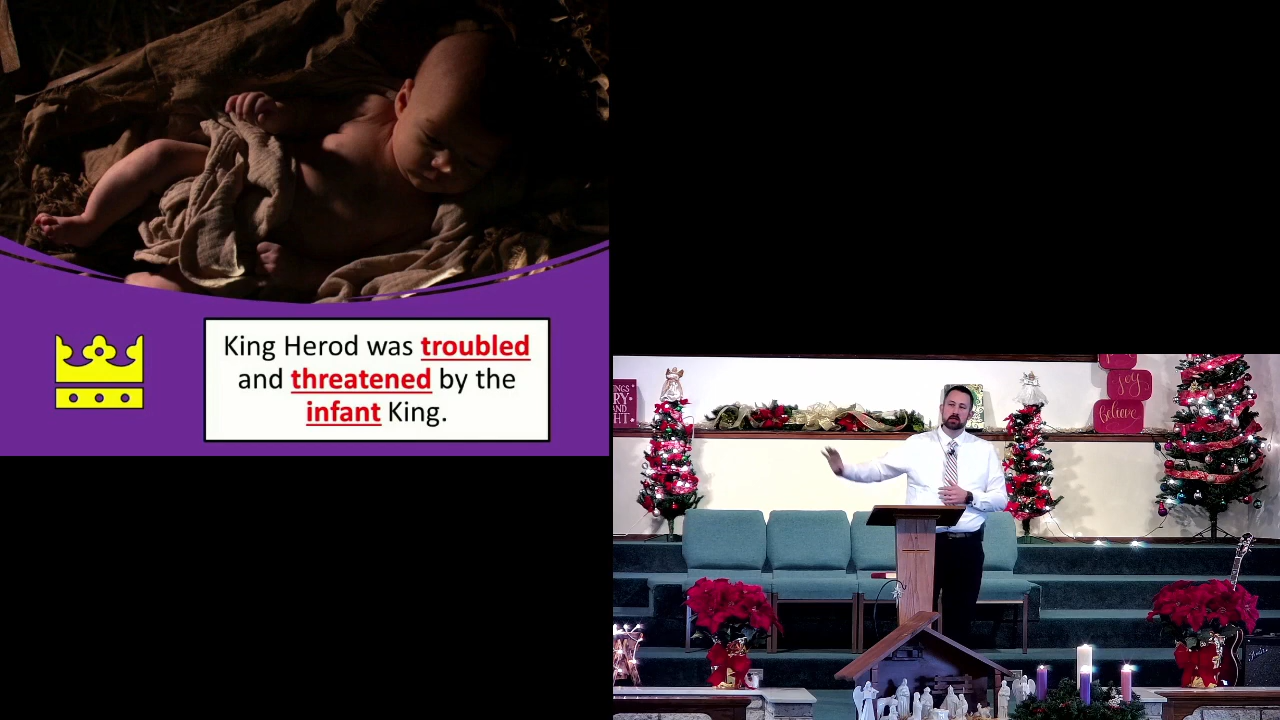 King Herod was troubled
and threatened by the
infant King.
joy
Believe